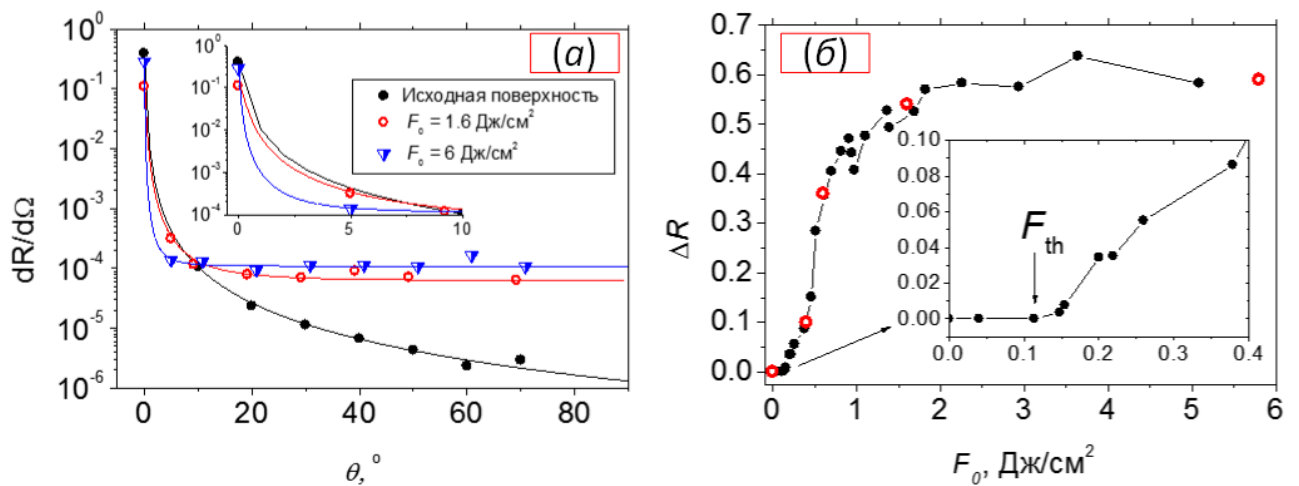 (а)
10⁰
10⁻¹
10⁻²
10⁻³
10⁻⁴
10⁻⁵
10⁻⁶
dR/dΩ
0 20 40 60 80
θ, °
10⁰
10⁻¹
10⁻²
10⁻³
10⁻⁴
0 5 10
Исходная поверхность
F₀ = 1.6 Дж/см²
F₀ = 6 Дж/см²
(б)
0.7
0.6
0.5
0.4
0.3
0.2
0.1
0.0
ΔR
0 1 2 3 4 5 6
F₀, Дж/см²
0.10
0.08
0.06
0.04
0.02
0.00
Fth
0.0 0.1 0.2 0.3 0.4